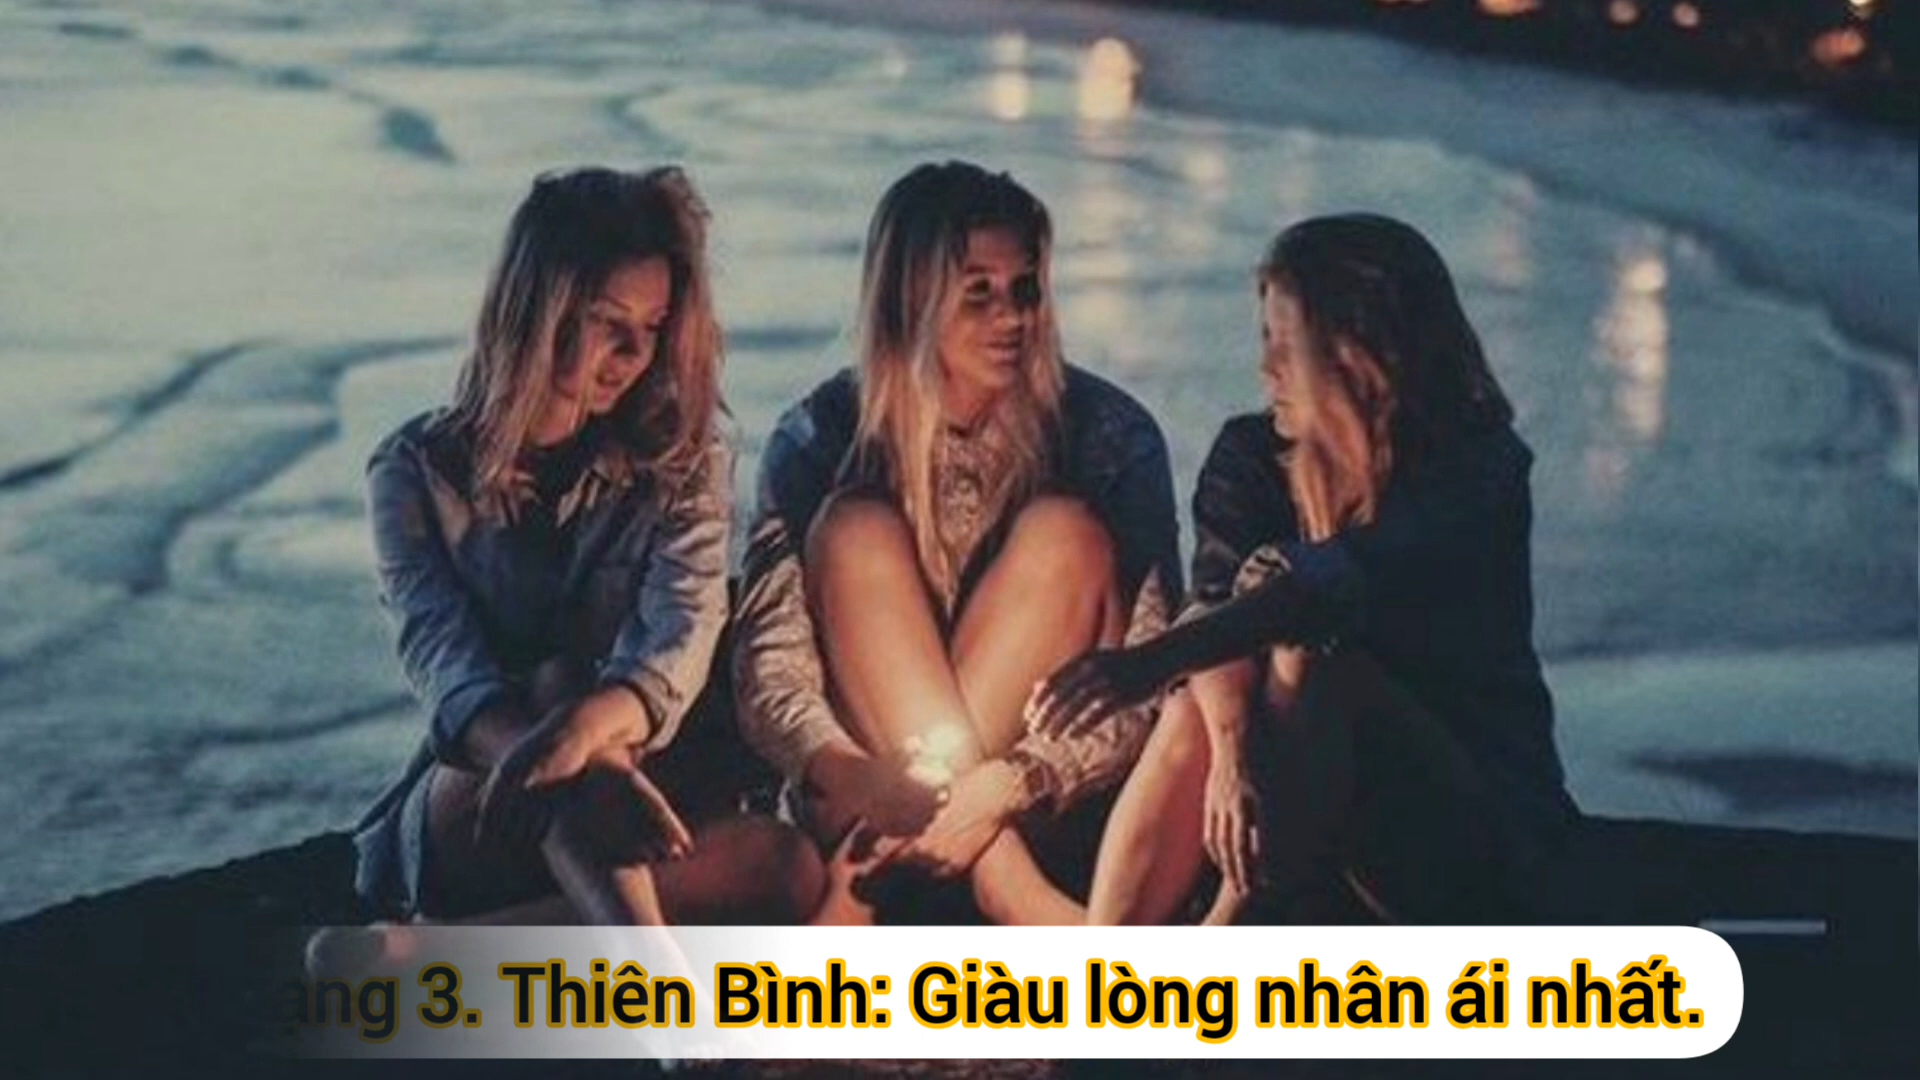 3. Thiên Bình: Giàu lòng nhân ái nhất.